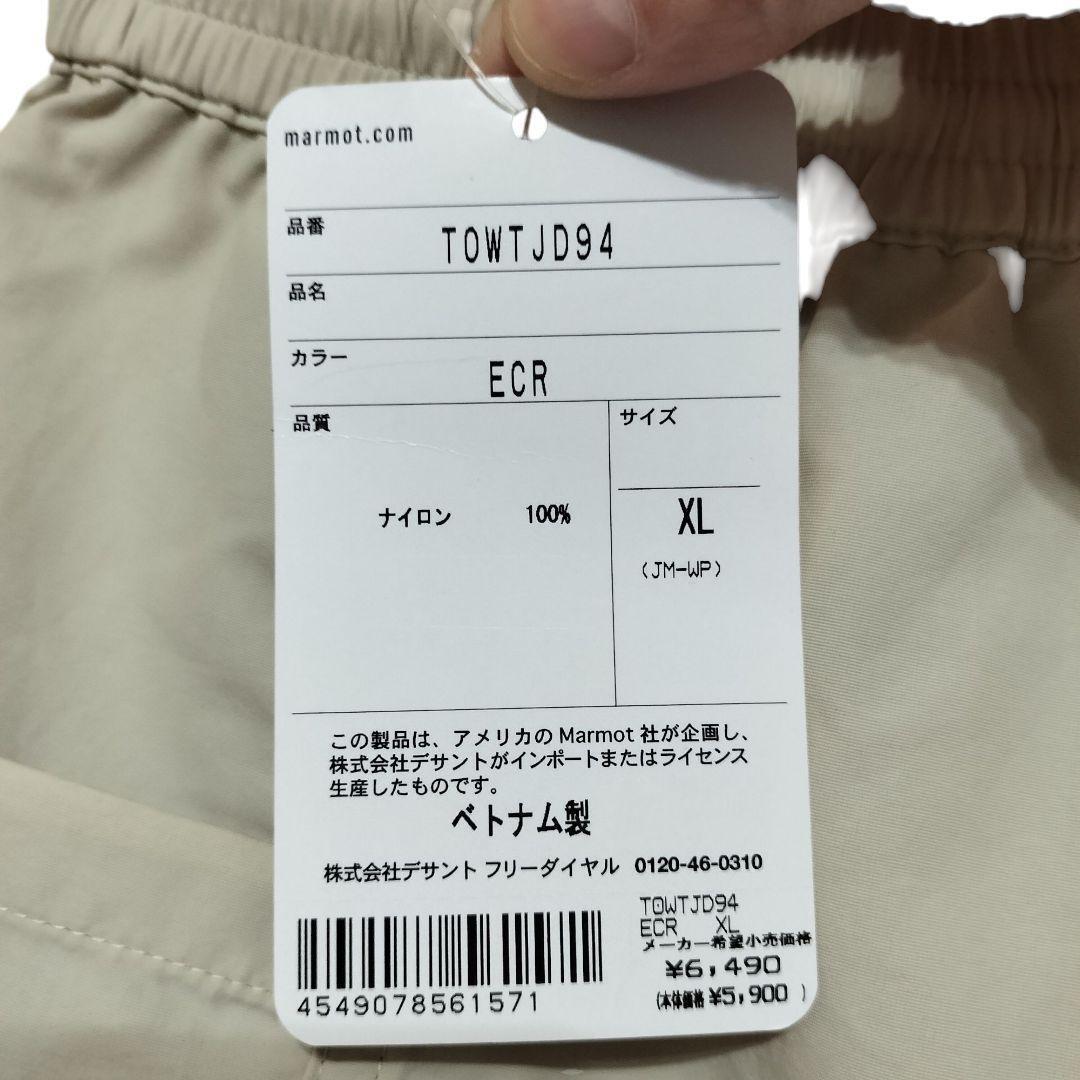 marmot.com
品番
TOWTJD94
品名
カラー
ECR
品質
サイズ
ナイロン 100%
XL
(JM-WP)
この製品は、アメリカのMarmot社が企画し、
株式会社デサントがインポートまたはライセンス
生産したものです。
ベトナム製
株式会社デサント フリーダイヤル 0120-46-0310
TOWTJD94
ECR XL
メーカー希望小売価格
¥6,490
(本体価格 ¥5,900 )
4549078561571